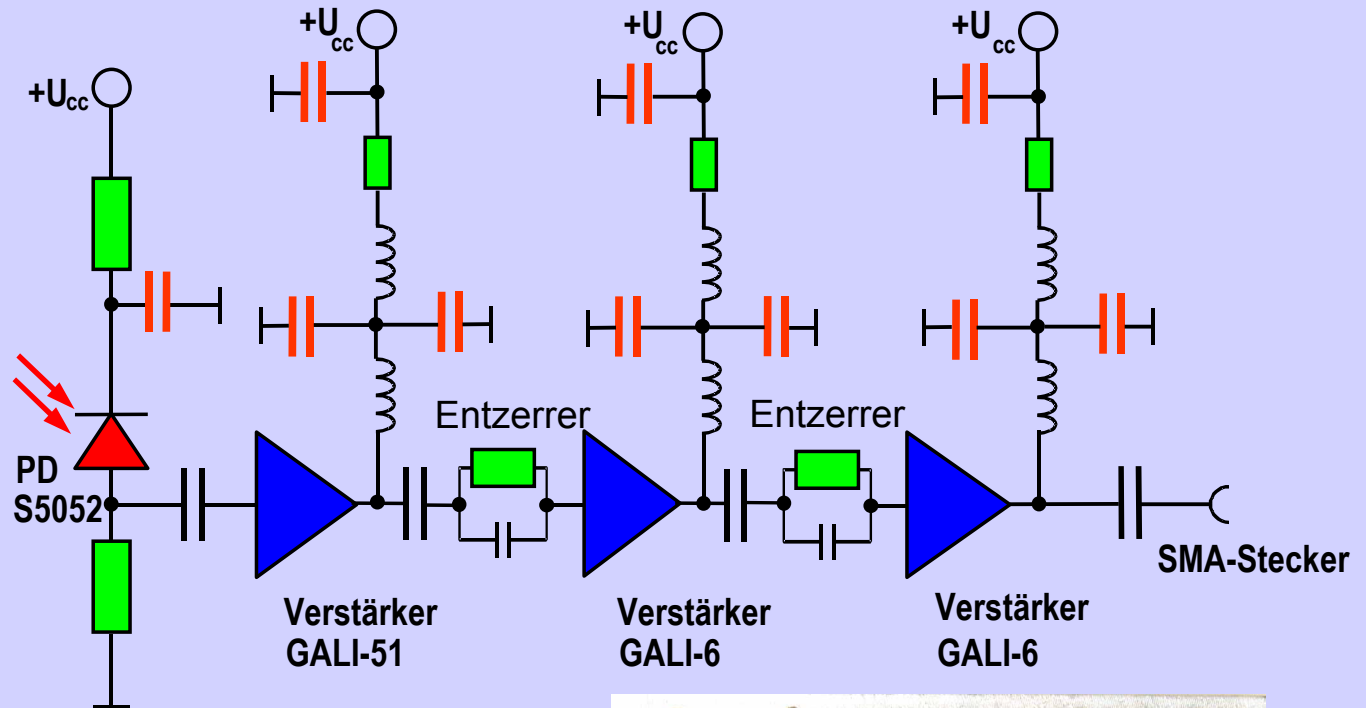 +Ucc
+Ucc
+Ucc
+Ucc
Entzerrer
Entzerrer
PD
S5052
SMA-Stecker
Verstärker
GALI-51
Verstärker
GALI-6
Verstärker
GALI-6